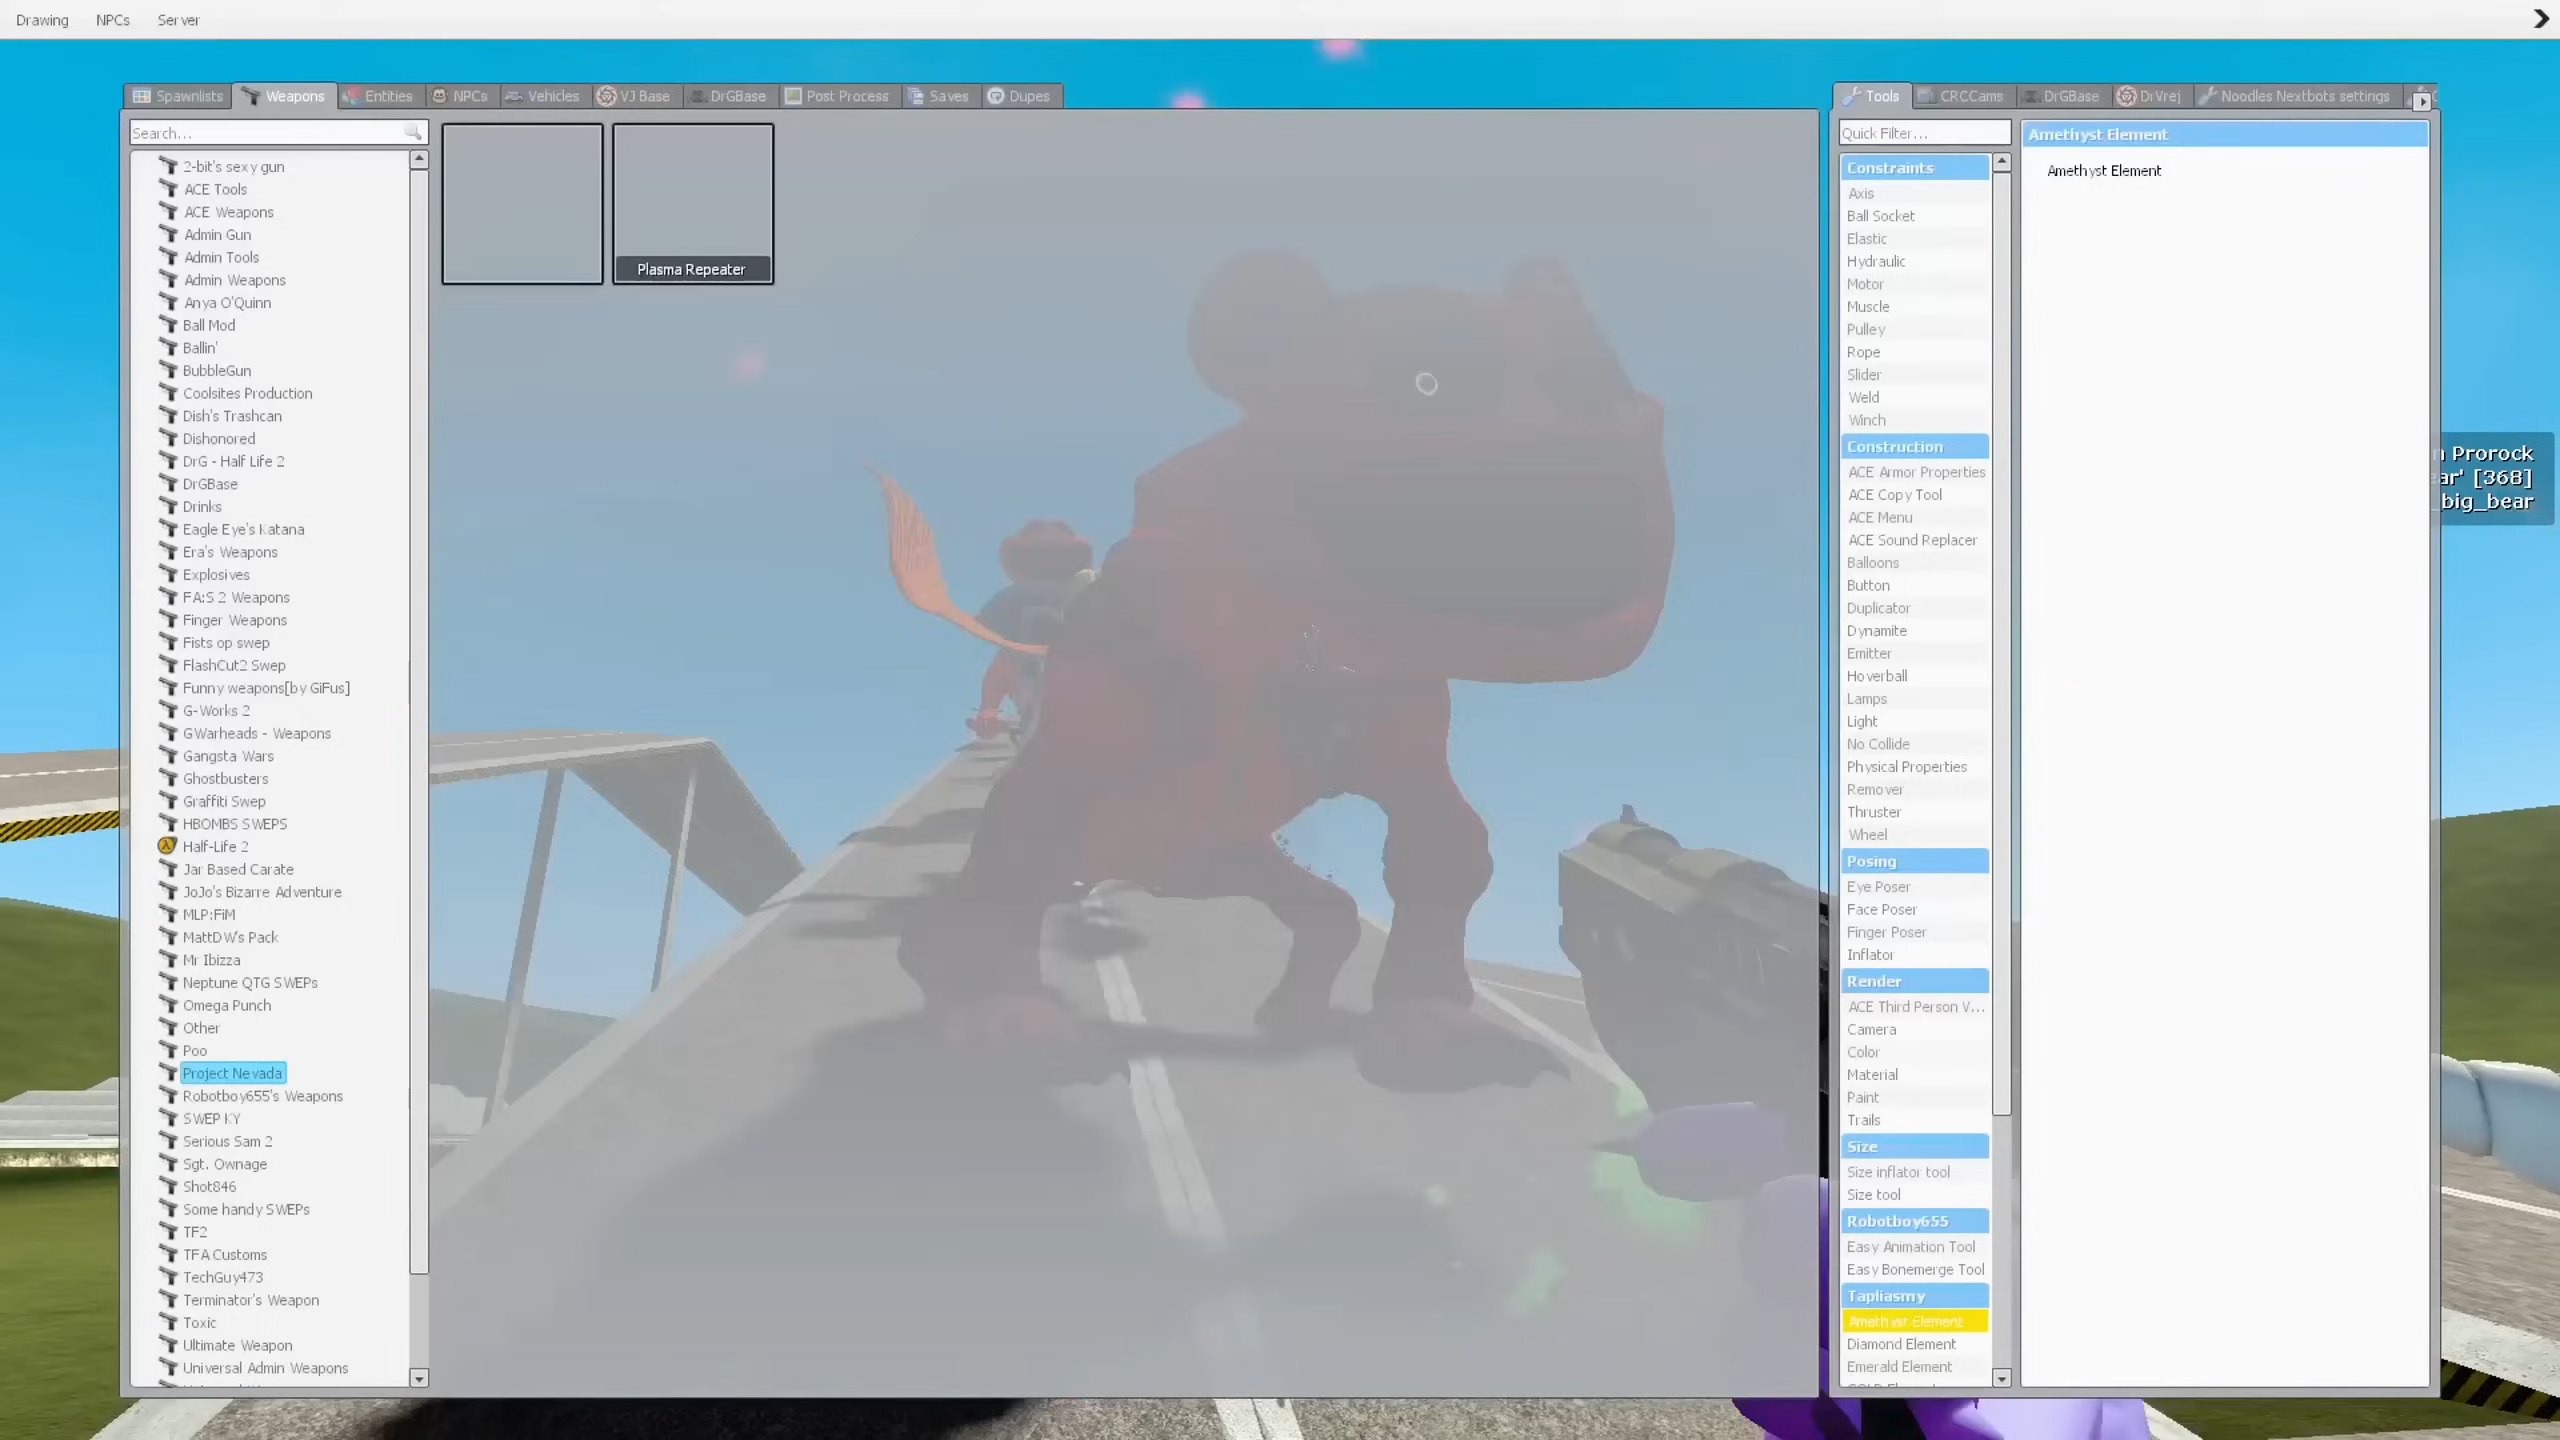 Drawing NPCs Server
Spawnlists Weapons Entities NPCs Vehicles VJ Base DrGBase Post Process Saves Dupes
Search...
2-bit's sexy gun
ACE Tools
ACE Weapons
Admin Gun
Admin Tools
Admin Weapons
Anya O'Quinn
Ball Mod
Ballin'
BubbleGun
Coolsites Production
Dish's Trashcan
Dishonored
DrG - Half Life 2
DrGBase
Drinks
Eagle Eye's Katana
Era's Weapons
Explosives
FA:S 2 Weapons
Finger Weapons
Fists op swep
FlashCut2 Swep
Funny weapons[by GiFus]
G-Works 2
GWarheads - Weapons
Gangsta Wars
Ghostbusters
Graffiti Swep
HBOMBS SWEPS
Half-Life 2
Jar Based Carate
JoJo's Bizarre Adventure
MLP:FiM
MattDW's Pack
Mr Ibizza
Neptune QTG SWEPs
Omega Punch
Other
Poo
Project Nevada
Robotboy655's Weapons
SWEP KY
Serious Sam 2
Sgt. Ownage
Shot846
Some handy SWEPs
TF2
TFA Customs
TechGuy473
Terminator's Weapon
Toxic
Ultimate Weapon
Universal Admin Weapons
Plasma Repeater
Tools CRCCams DrGBase DrVrej Noodles Nextbots settings
Quick Filter...
Constraints
Axis
Ball Socket
Elastic
Hydraulic
Motor
Muscle
Pulley
Rope
Slider
Weld
Winch
Construction
ACE Armor Properties
ACE Copy Tool
ACE Menu
ACE Sound Replacer
Balloons
Button
Duplicator
Dynamite
Emitter
Hoverball
Lamps
Light
No Collide
Physical Properties
Remover
Thruster
Wheel
Posing
Eye Poser
Face Poser
Finger Poser
Inflator
Render
ACE Third Person V...
Camera
Color
Material
Paint
Trails
Size
Size inflator tool
Size tool
Robotboy655
Easy Animation Tool
Easy Bonemerge Tool
Tapliasmy
Amethyst Element
Diamond Element
Emerald Element
Amethyst Element
Amethyst Element
n Prorock
ear' [368]
_big_bear